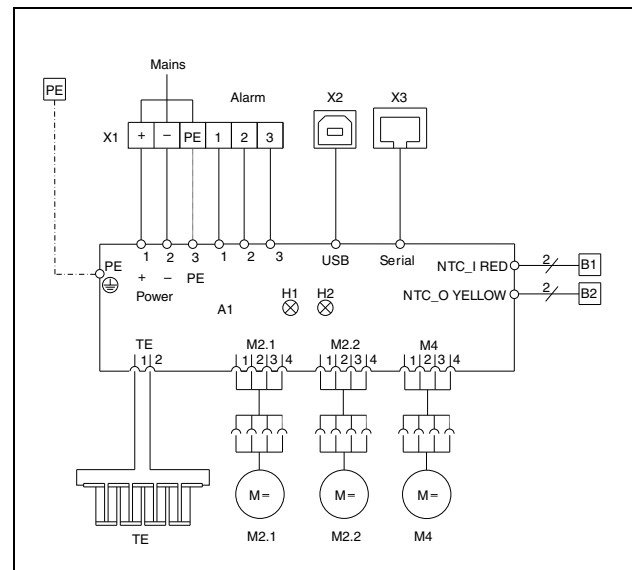 Mains
PE
Alarm
X2
X3
X1
+ – PE 1 2 3
1 2 3 1 2 3
USB
Serial
PE
+ – PE
Power
NTC_I RED
2
B1
NTC_O YELLOW
2
B2
H1
H2
A1
TE
M2.1
M2.2
M4
1 2
1 2 3 4
1 2 3 4
1 2 3 4
M=
M=
M=
TE
M2.1
M2.2
M4